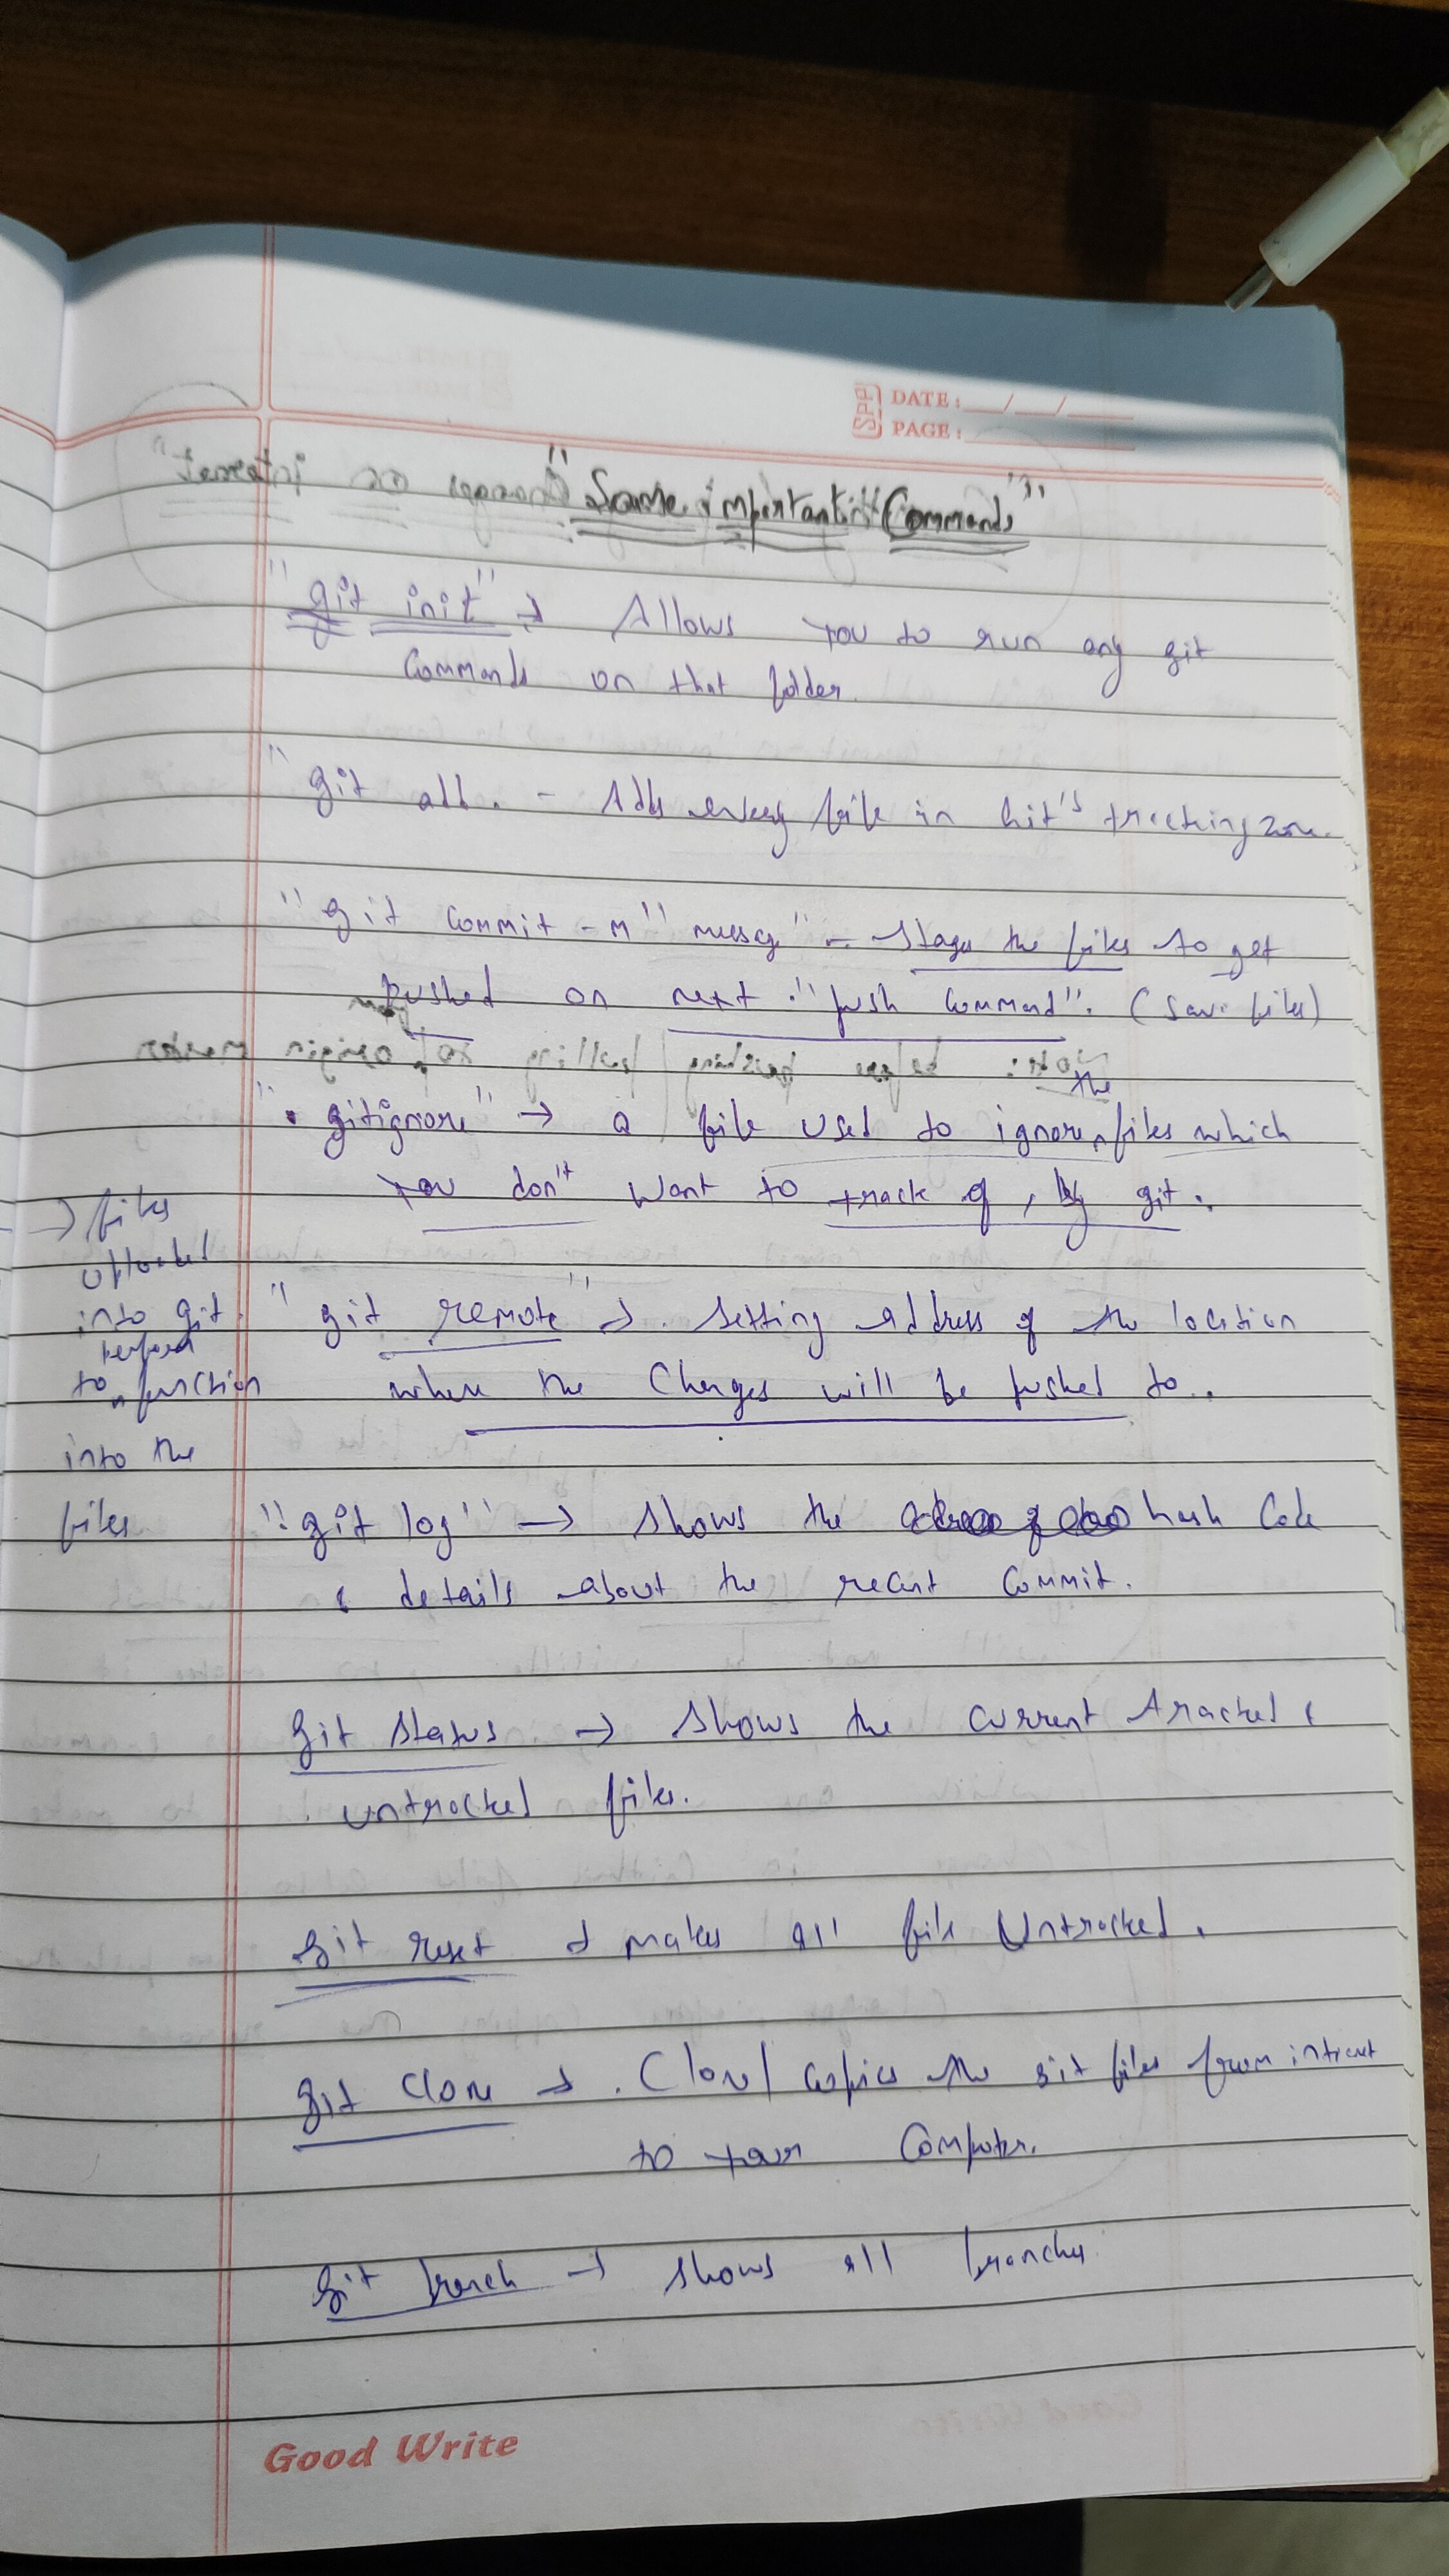 DATE: __/__/__
PAGE:
"Some important Commands"
"git init" → Allows you to run any git
Commands on that folder.
"git add. - Adds every file in Git's tracking zone.
"git Commit -m "messg" - stages the files to get
pushed on next "push Command". (Save files)
the
".gitignore" → a file used to ignore files which
you don't want to track of, by git.
"git remote" → setting address of the location
where the Changes will be pushed to.
"git log" → shows the hash Code
& details about the recent Commit.
git status → shows the current tracked &
untracked files.
git reset → makes all file Untracked.
git Clone → Clone/ Copies the git files from internet
to your Computer.
git branch → shows all branches
→ files
uploaded
into git
to function
into the
files
Good Write